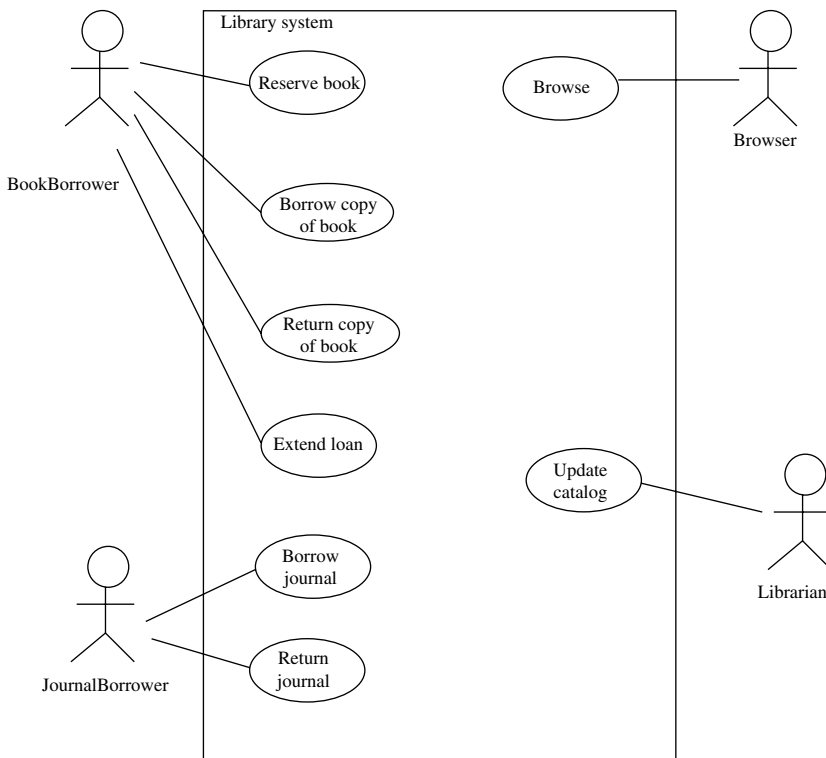 Library system
Reserve book
Browse
Browser
BookBorrower
Borrow copy
of book
Return copy
of book
Extend loan
Update
catalog
Borrow
journal
Librarian
Return
journal
JournalBorrower